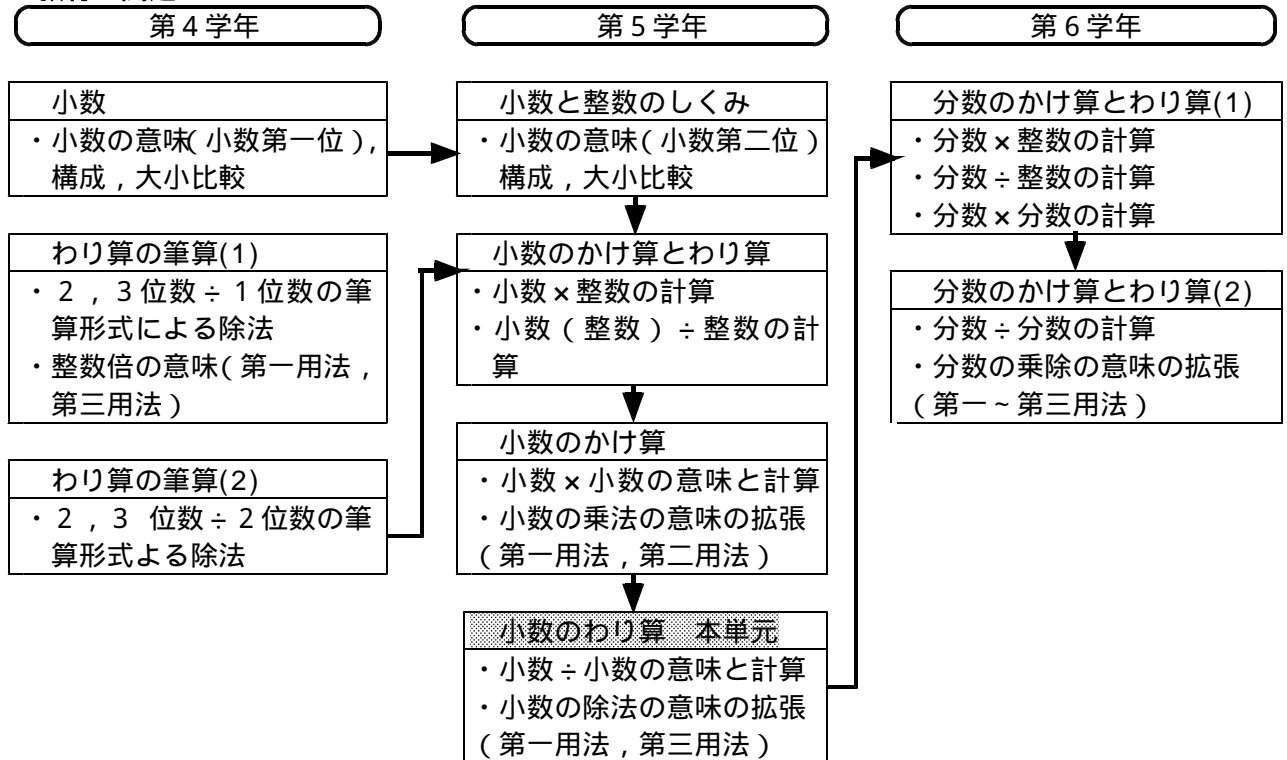 第4学年
第5学年
第6学年
小数
・小数の意味(小数第一位),
構成,大小比較
わり算の筆算(1)
・2,3位数÷1位数の筆
算形式による除法
・整数倍の意味(第一用法,
第三用法)
わり算の筆算(2)
・2,3 位数÷2位数の筆
算形式よる除法
小数と整数のしくみ
・小数の意味(小数第二位)
構成,大小比較
小数のかけ算とわり算
・小数×整数の計算
・小数(整数)÷整数の計
算
小数のかけ算
・小数×小数の意味と計算
・小数の乗法の意味の拡張
(第一用法,第二用法)
小数のわり算 本単元
・小数÷小数の意味と計算
・小数の除法の意味の拡張
(第一用法,第三用法)
分数のかけ算とわり算(1)
・分数×整数の計算
・分数÷整数の計算
・分数×分数の計算
分数のかけ算とわり算(2)
・分数÷分数の計算
・分数の乗除の意味の拡張
(第一~第三用法)